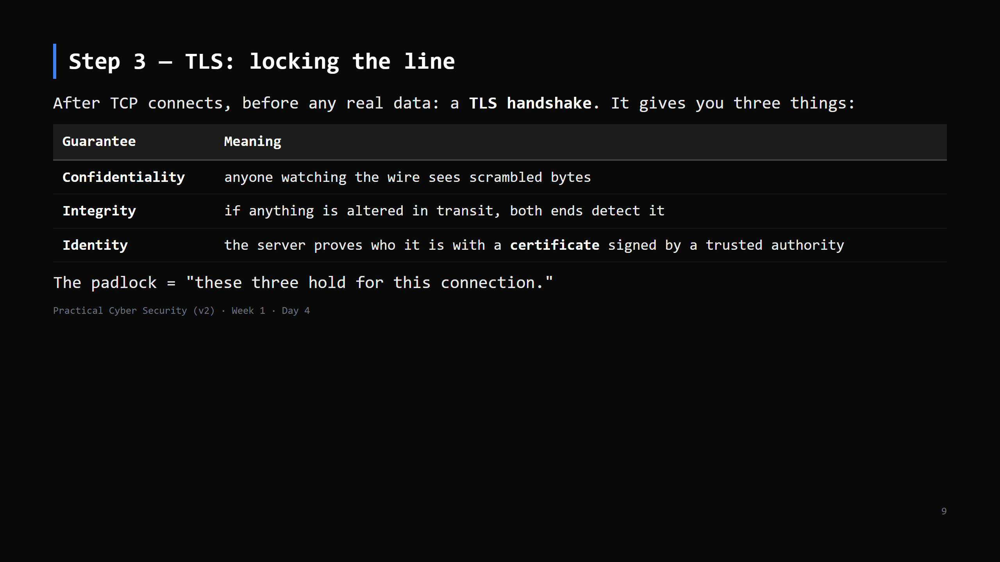 Step 3 — TLS: locking the line
After TCP connects, before any real data: a TLS handshake. It gives you three things:
Guarantee Meaning
Confidentiality anyone watching the wire sees scrambled bytes
Integrity if anything is altered in transit, both ends detect it
Identity the server proves who it is with a certificate signed by a trusted authority
The padlock = "these three hold for this connection."
Practical Cyber Security (v2) · Week 1 · Day 4
9